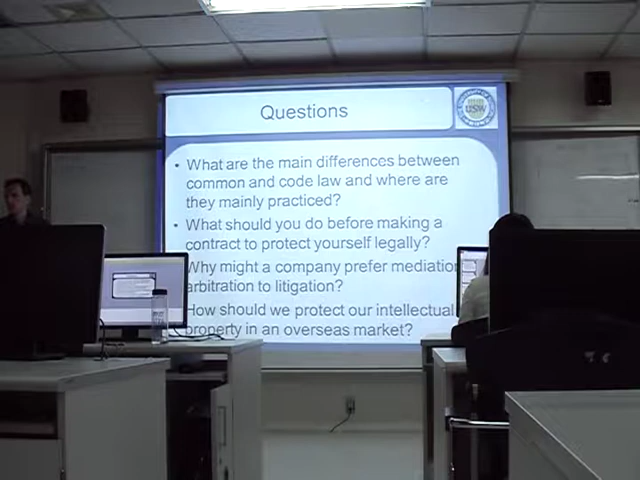 Questions
USW
• What are the main differences between
common and code law and where are
they mainly practiced?
• What should you do before making a
contract to protect yourself legally?
Why might a company prefer mediation
arbitration to litigation?
How should we protect our intellectual
property in an overseas market?